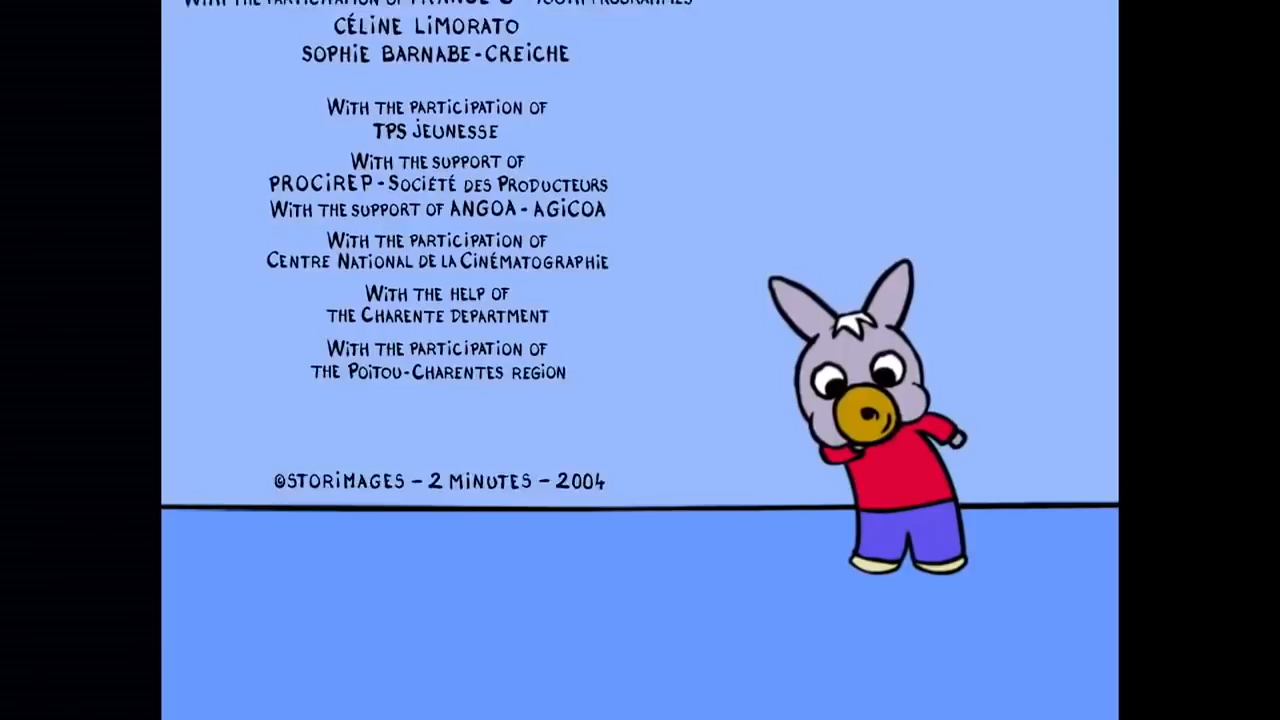 CÉLINE LIMORATO
SOPHIE BARNABE-CREICHE
WITH THE PARTICIPATION OF
TPS JEUNESSE
WITH THE SUPPORT OF
PROCIREP - SOCIÉTÉ DES PRODUCTEURS
WITH THE SUPPORT OF ANGOA - AGICOA
WITH THE PARTICIPATION OF
CENTRE NATIONAL DE LA CINÉMATOGRAPHIE
WITH THE HELP OF
THE CHARENTE DEPARTMENT
WITH THE PARTICIPATION OF
THE POITOU-CHARENTES REGION
©STORIMAGES - 2 MINUTES - 2004